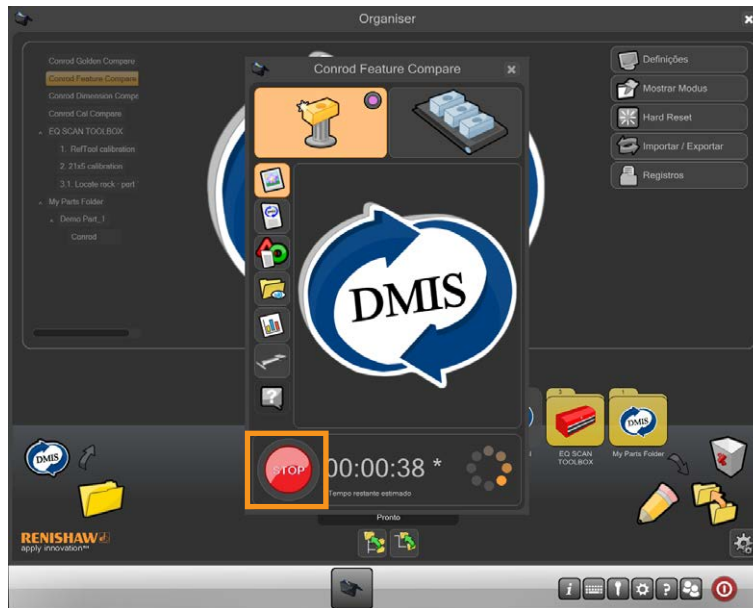 Organiser
Conrod Golden Compare
Conrod Feature Compare
Conrod Dimension Compa
Conrod Cal Compare
EQ SCAN TOOLBOX
1. RefTool calibration
2. 21x5 calibration
3.1. Locate rack - port
My Parts Folder
Demo Part_1
Conrod
Conrod Feature Compare
DMIS
STOP
00:00:38 *
Tempo restante estimado
Pronto
Definições
Mostrar Modus
Hard Reset
Importar / Exportar
Registros
DMIS
EQ SCAN
TOOLBOX
DMIS
My Parts Folder
RENISHAW
apply innovation™